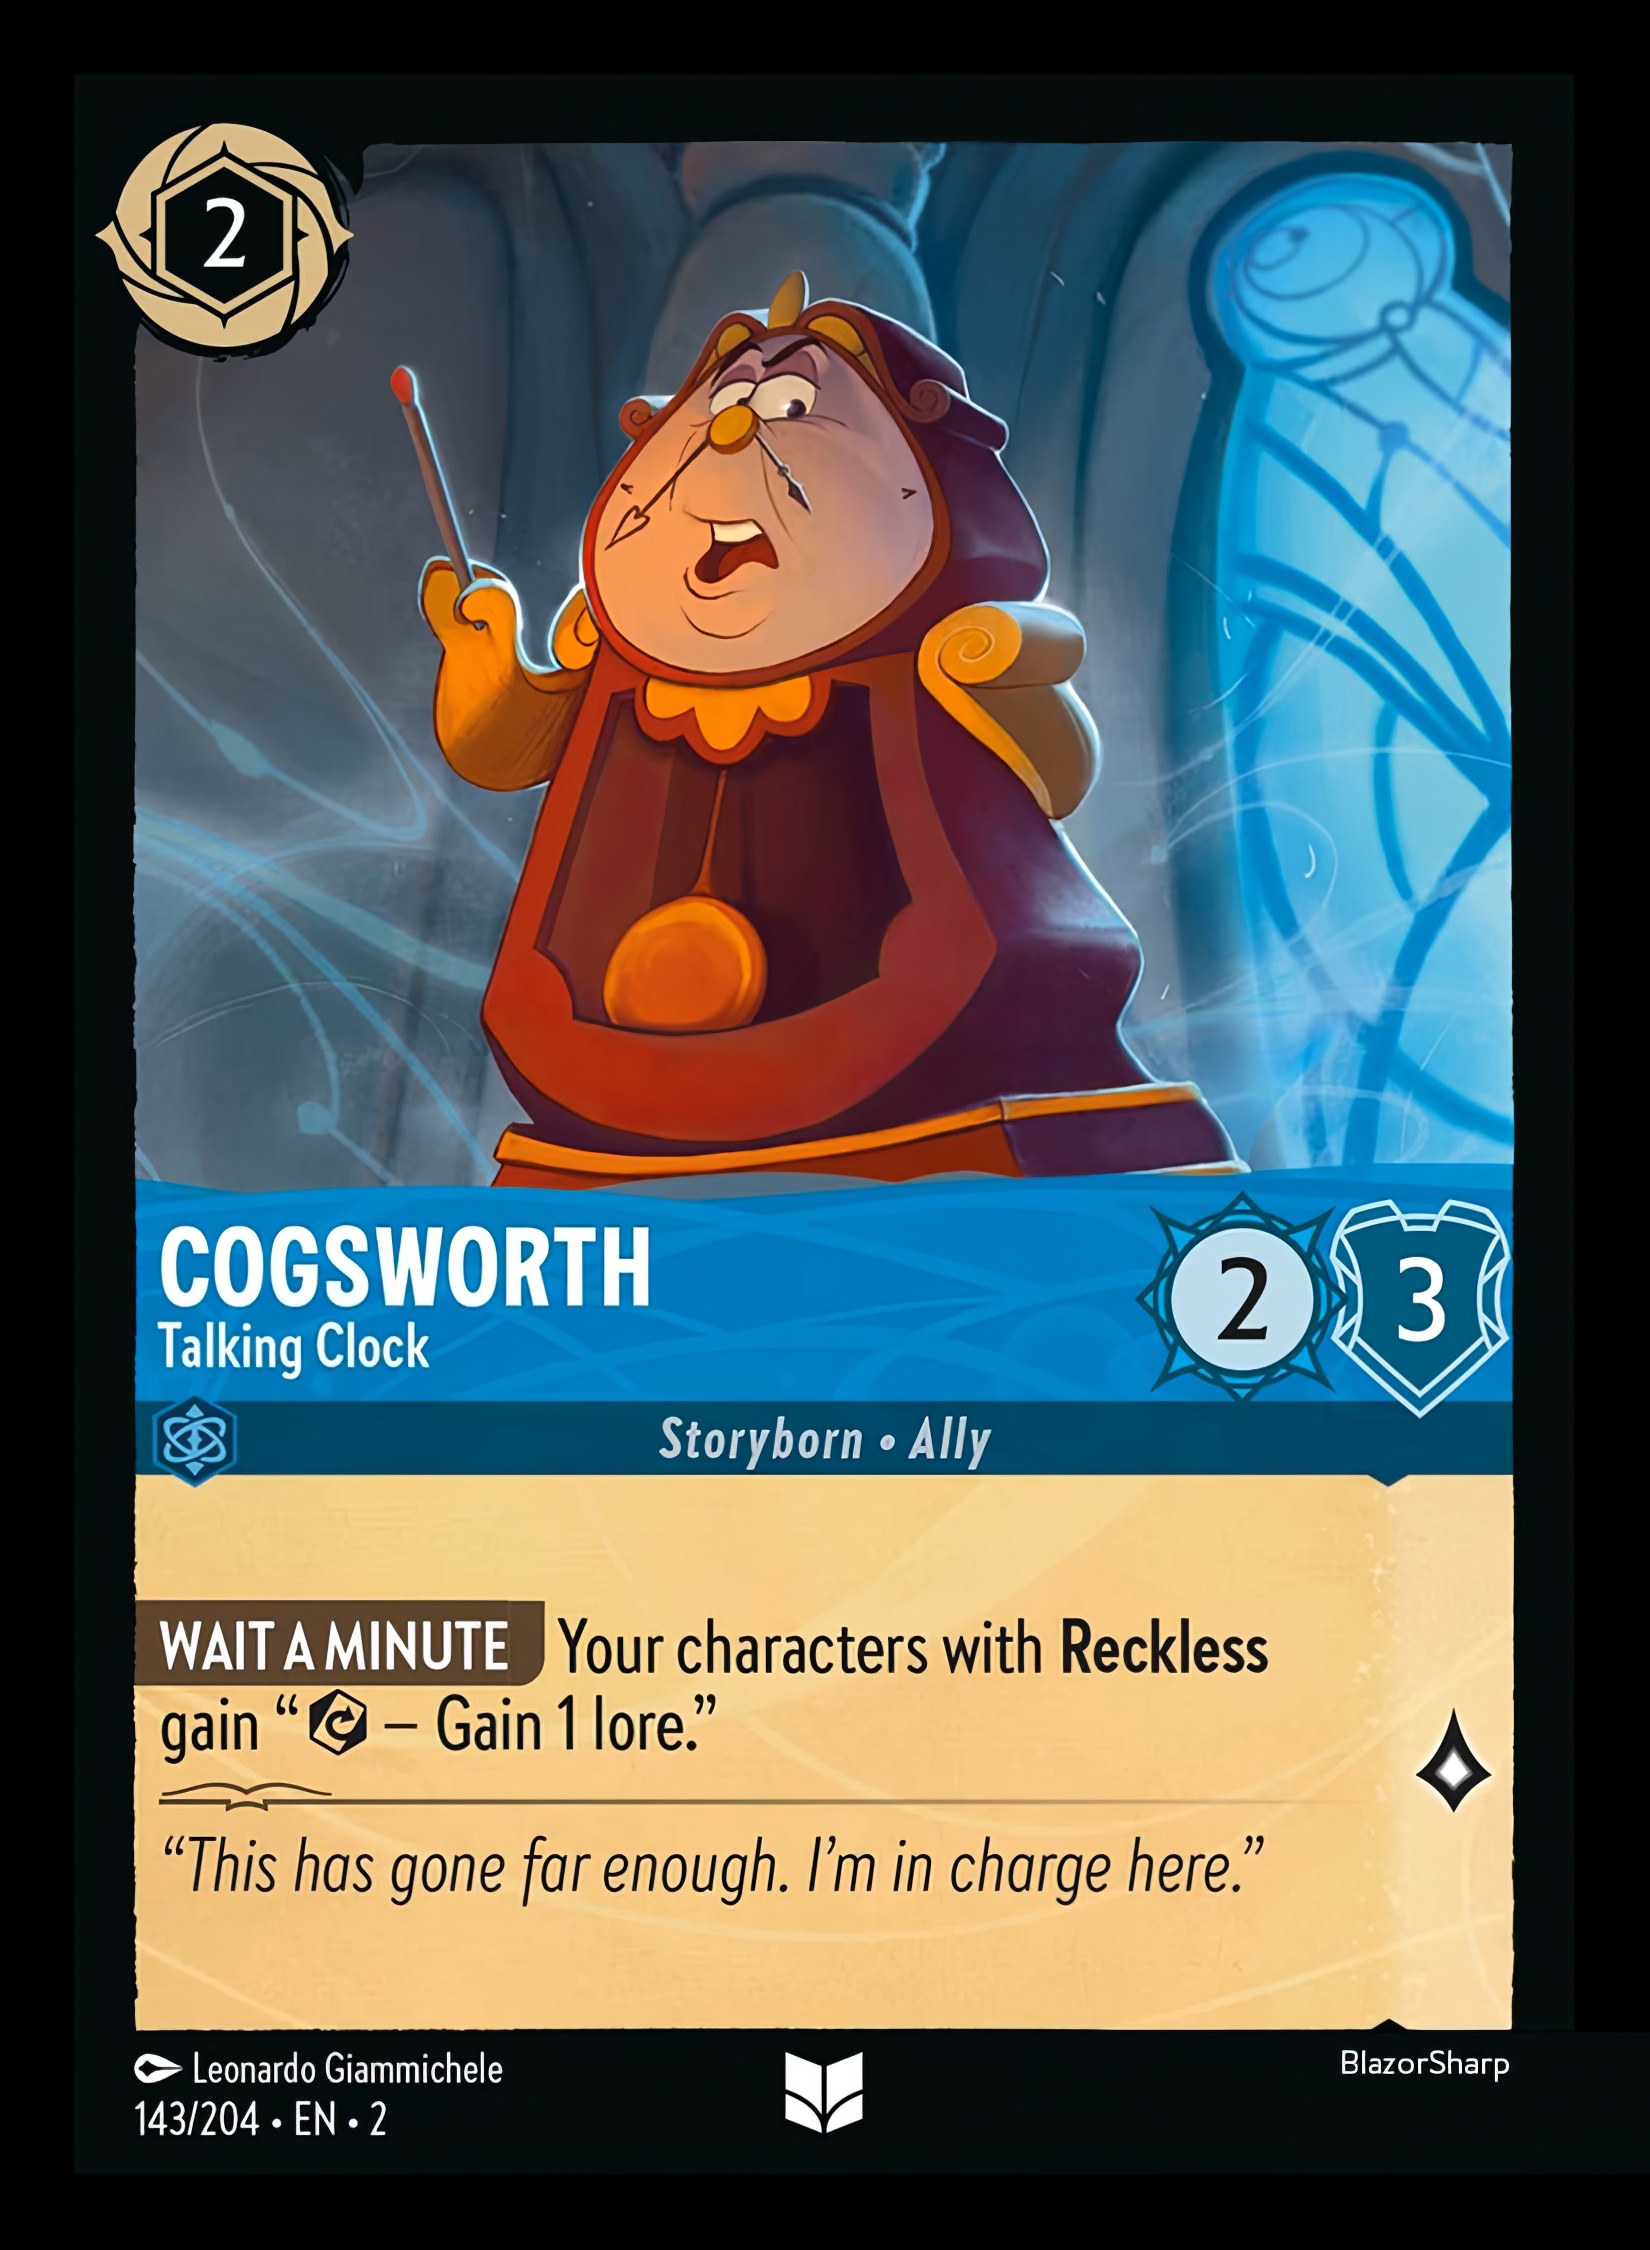 2
COGSWORTH
Talking Clock
2 3
Storyborn • Ally
WAIT A MINUTE Your characters with Reckless
gain “ – Gain 1 lore.”
“This has gone far enough. I’m in charge here.”
Leonardo Giammichele
BlazorSharp
143/204 • EN • 2